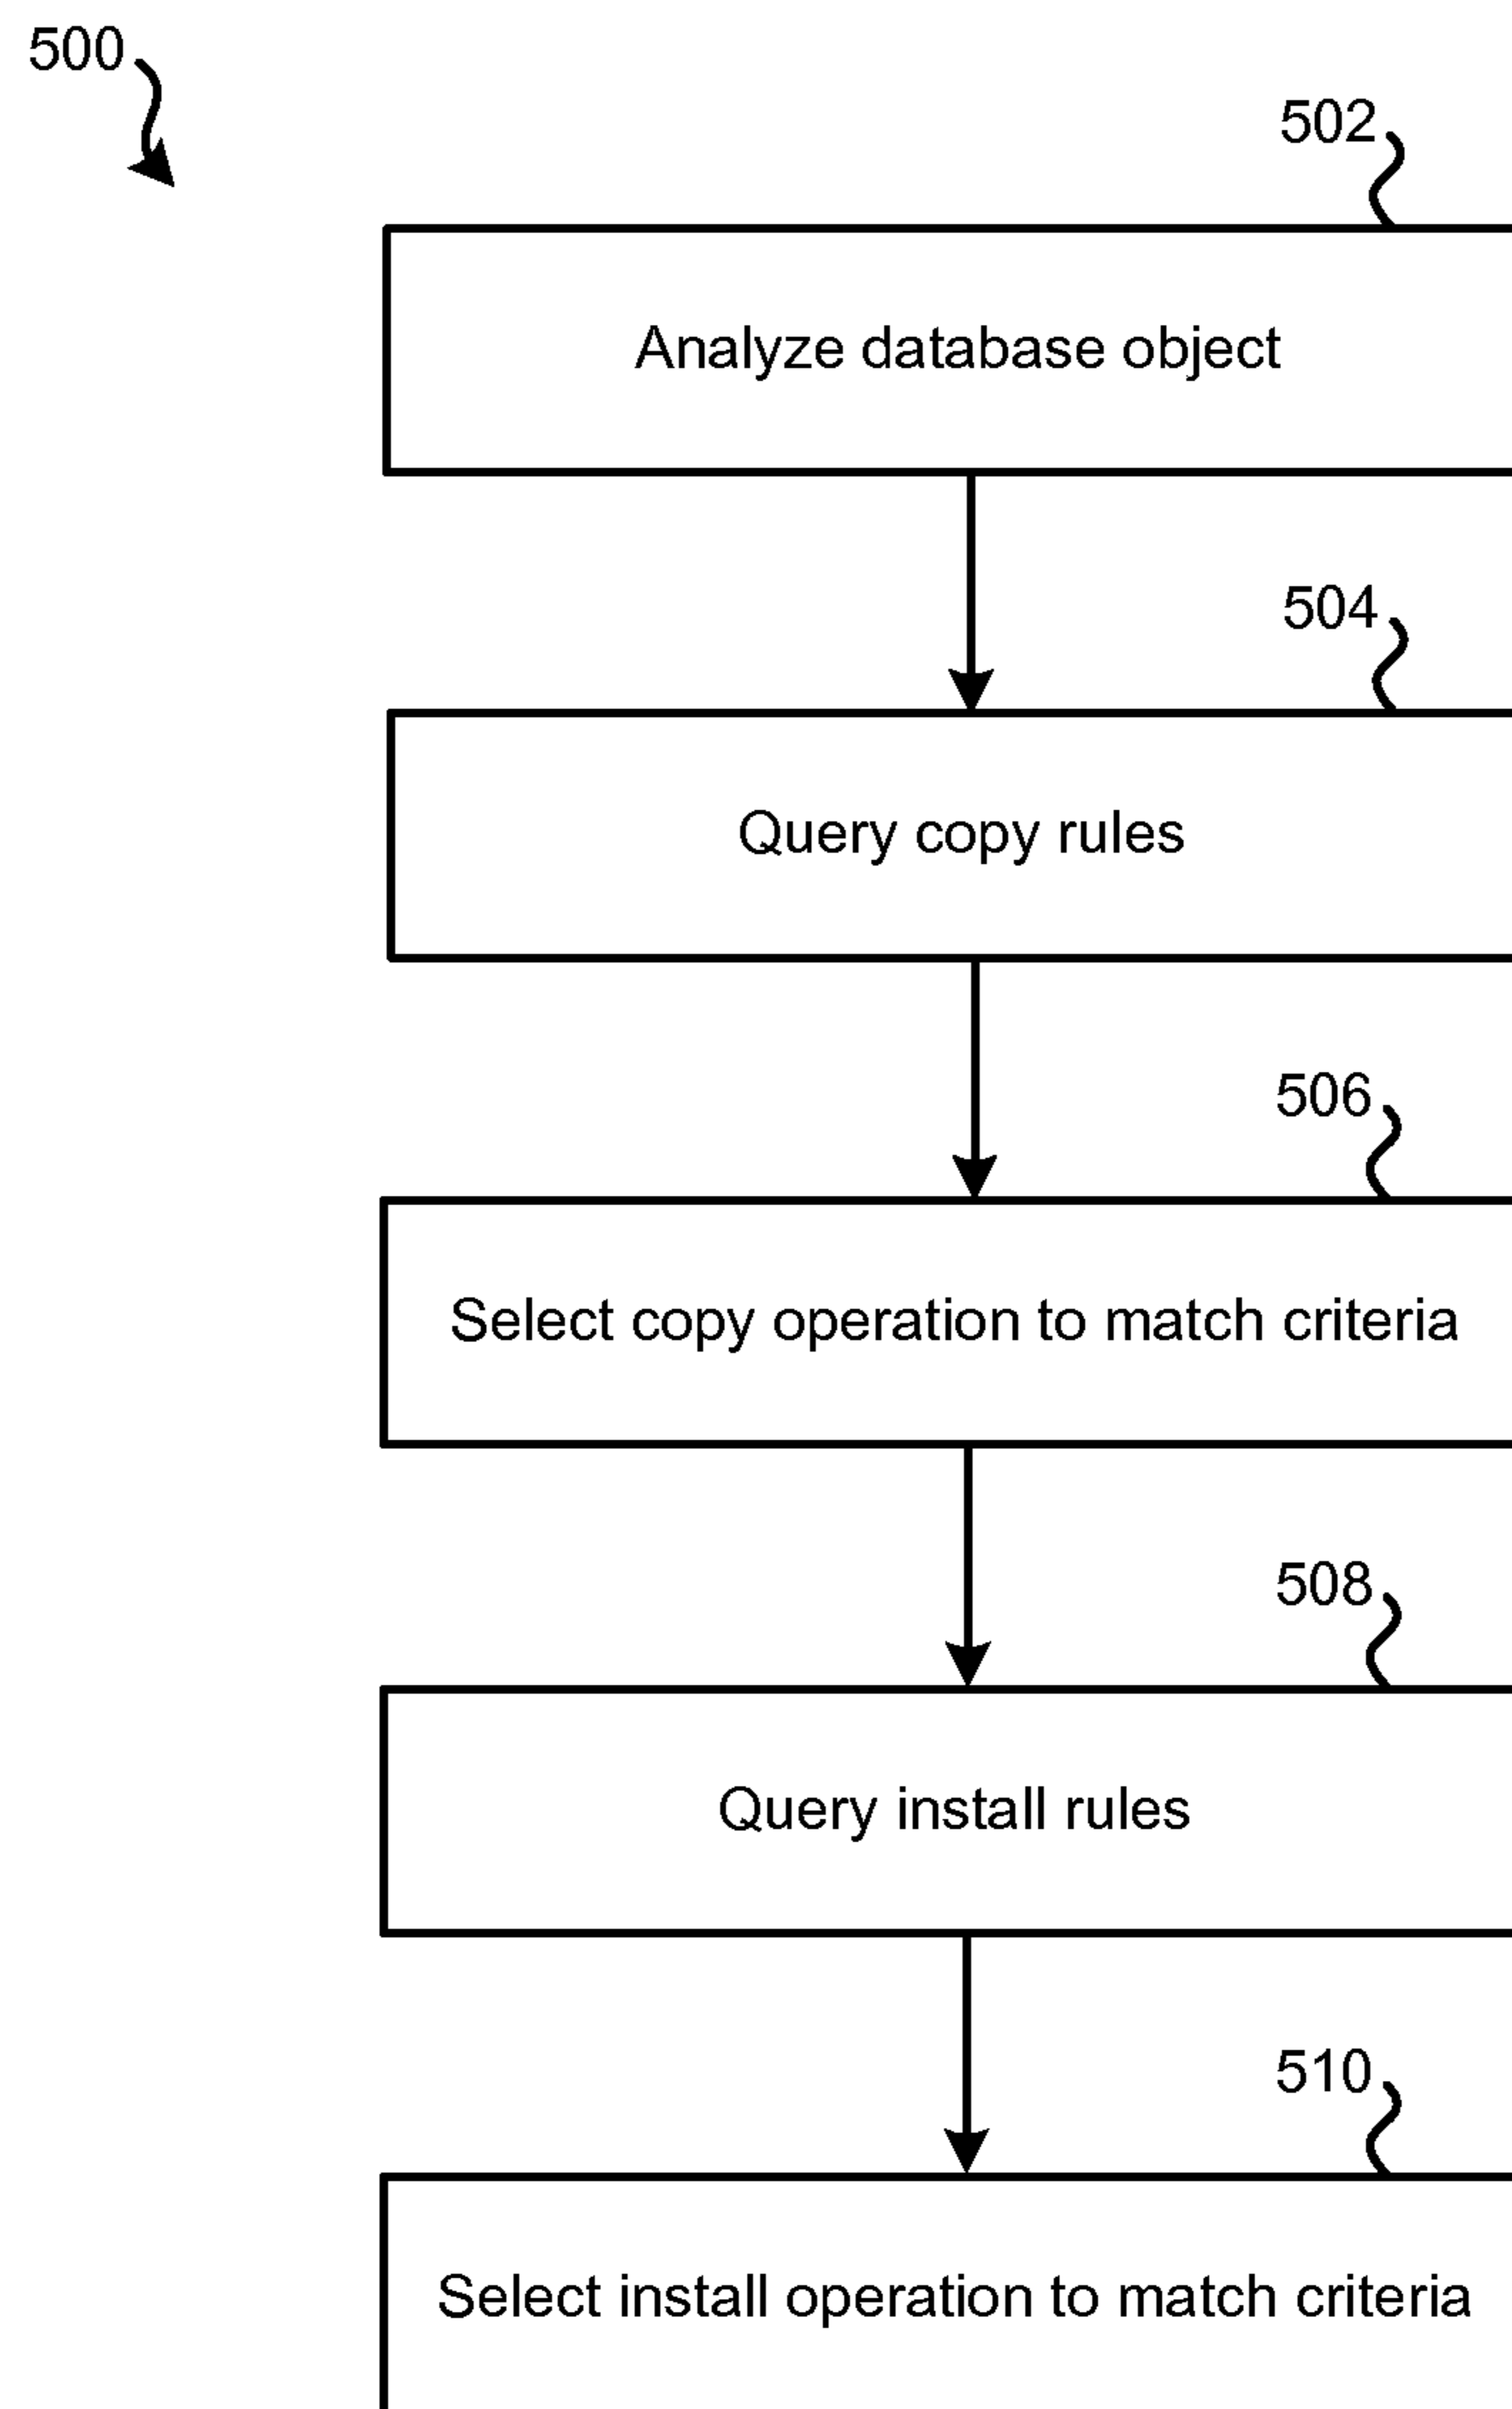 500
502
Analyze database object
504
Query copy rules
506
Select copy operation to match criteria
508
Query install rules
510
Select install operation to match criteria